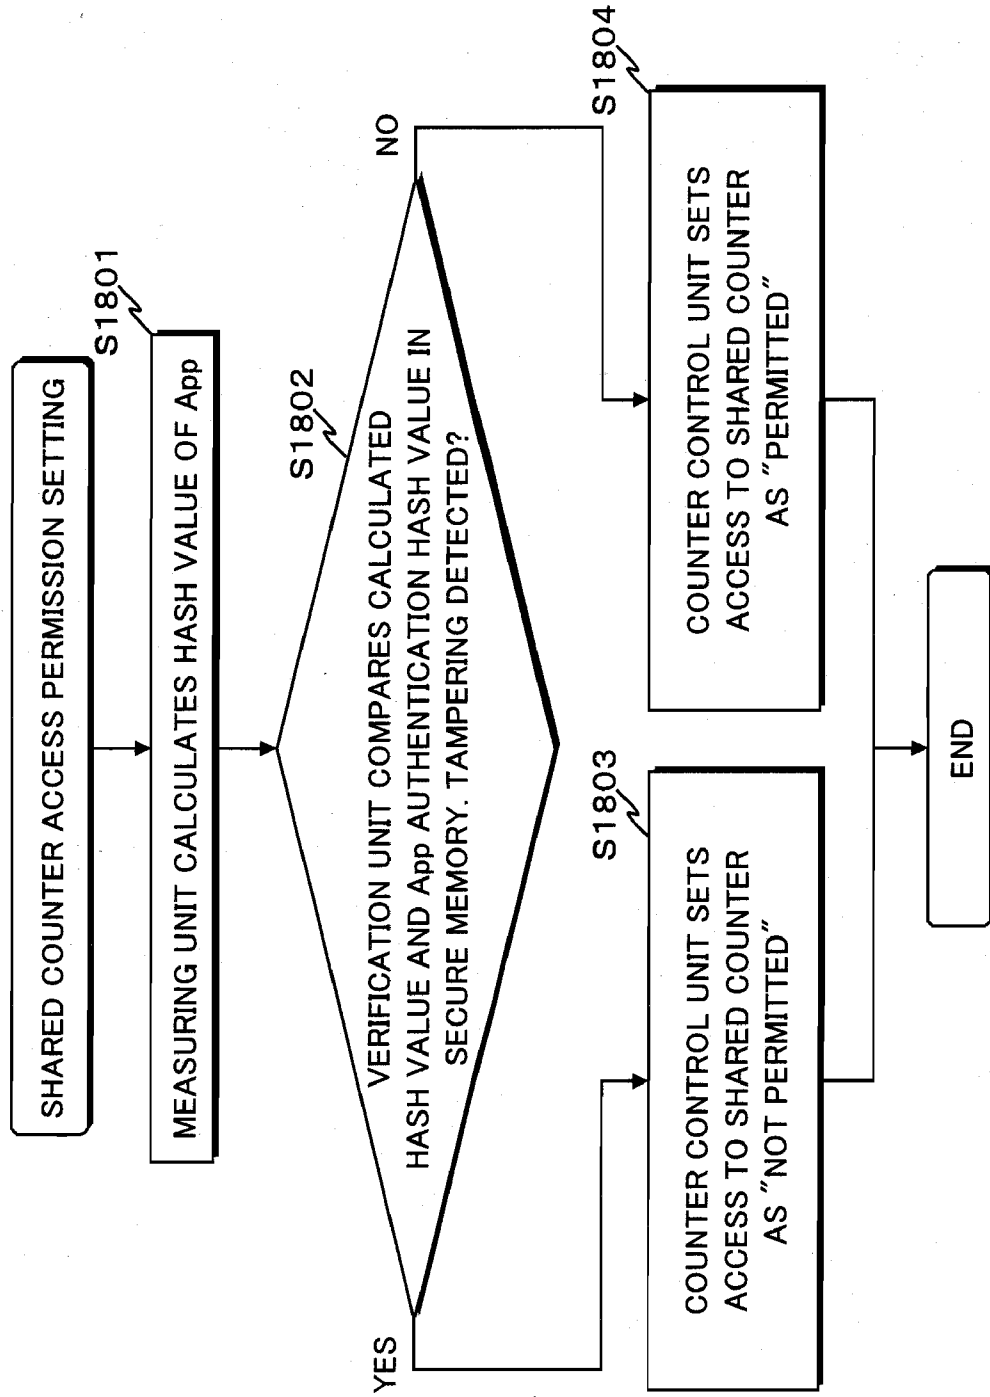 SHARED COUNTER ACCESS PERMISSION SETTING
S1801
MEASURING UNIT CALCULATES HASH VALUE OF App
S1802
VERIFICATION UNIT COMPARES CALCULATED
HASH VALUE AND App AUTHENTICATION HASH VALUE IN
SECURE MEMORY. TAMPERING DETECTED?
YES
NO
S1803
COUNTER CONTROL UNIT SETS
ACCESS TO SHARED COUNTER
AS "NOT PERMITTED"
S1804
COUNTER CONTROL UNIT SETS
ACCESS TO SHARED COUNTER
AS "PERMITTED"
END